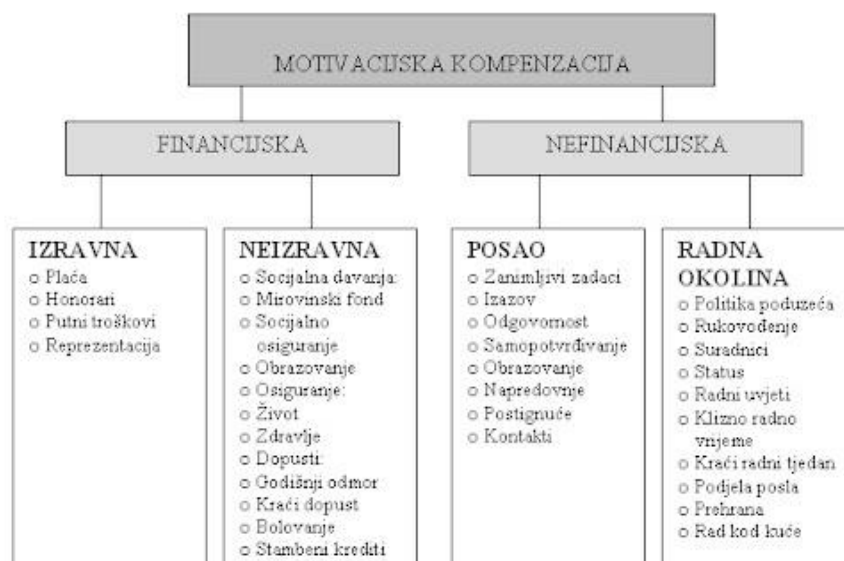 MOTIVACIJSKA KOMPENZACIJA
FINANCIJSKA
NEFINANCIJSKA
IZRAVNA
o Plaća
o Honorari
o Putni troškovi
o Reprezentacija
NEIZRAVNA
o Socijalna davanja:
o Mirovinski fond
o Socijalno
osiguranje
o Obrazovanje
o Osiguranje:
o Život
o Zdravlje
o Dopusti:
o Godišnji odmor
o Kraći dopust
o Bolovanje
o Stambeni krediti
POSAO
o Zanimljivi zadaci
o Izazov
o Odgovornost
o Samopotvrđivanje
o Obrazovanje
o Napredovnje
o Postignuće
o Kontakti
RADNA
OKOLINA
o Politika poduzeća
o Rukovođenje
o Suradnici
o Status
o Radni uvjeti
o Klizno radno
vrijeme
o Kraći radni tjedan
o Podjela posla
o Prehrana
o Rad kod kuće